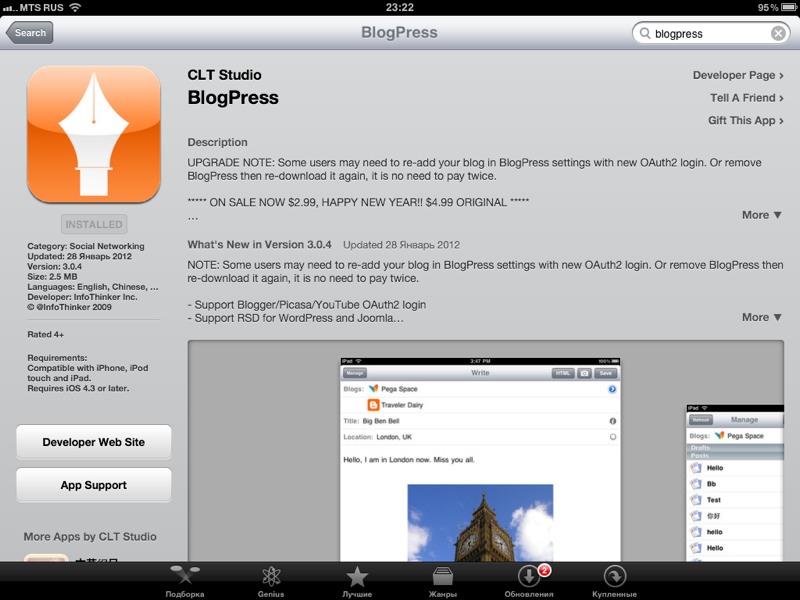 MTS RUS
23:22
95 %
Search
BlogPress
blogpress
CLT Studio
BlogPress
Developer Page ›
Tell A Friend ›
Gift This App ›
INSTALLED
Category: Social Networking
Updated: 28 Январь 2012
Version: 3.0.4
Size: 2.5 MB
Languages: English, Chinese, ...
Developer: InfoThinker Inc.
© @InfoThinker 2009
Rated 4+
Requirements:
Compatible with iPhone, iPod
touch and iPad.
Requires iOS 4.3 or later.
Developer Web Site
App Support
More Apps by CLT Studio
Description
UPGRADE NOTE: Some users may need to re-add your blog in BlogPress settings with new OAuth2 login. Or remove
BlogPress then re-download it again, it is no need to pay twice.
***** ON SALE NOW $2.99, HAPPY NEW YEAR!! $4.99 ORIGINAL *****
...
More ▼
What's New in Version 3.0.4 Updated 28 Январь 2012
NOTE: Some users may need to re-add your blog in BlogPress settings with new OAuth2 login. Or remove BlogPress then
re-download it again, it is no need to pay twice.
- Support Blogger/Picasa/YouTube OAuth2 login
- Support RSD for WordPress and Joomla...
More ▼
iPad
3:47 PM
100%
Manage
Write
HTML
Save
Blogs: Pega Space
Traveler Dairy
Title: Big Ben Bell
Location: London, UK
Hello, I am in London now. Miss you all.
iPad
Manage
Blogs: Pega Space
Drafts
Posts
Hello
Bb
Test
你好
hello
Hello
Подборка
Genius
Лучшие
Жанры
Обновления
2
Купленные